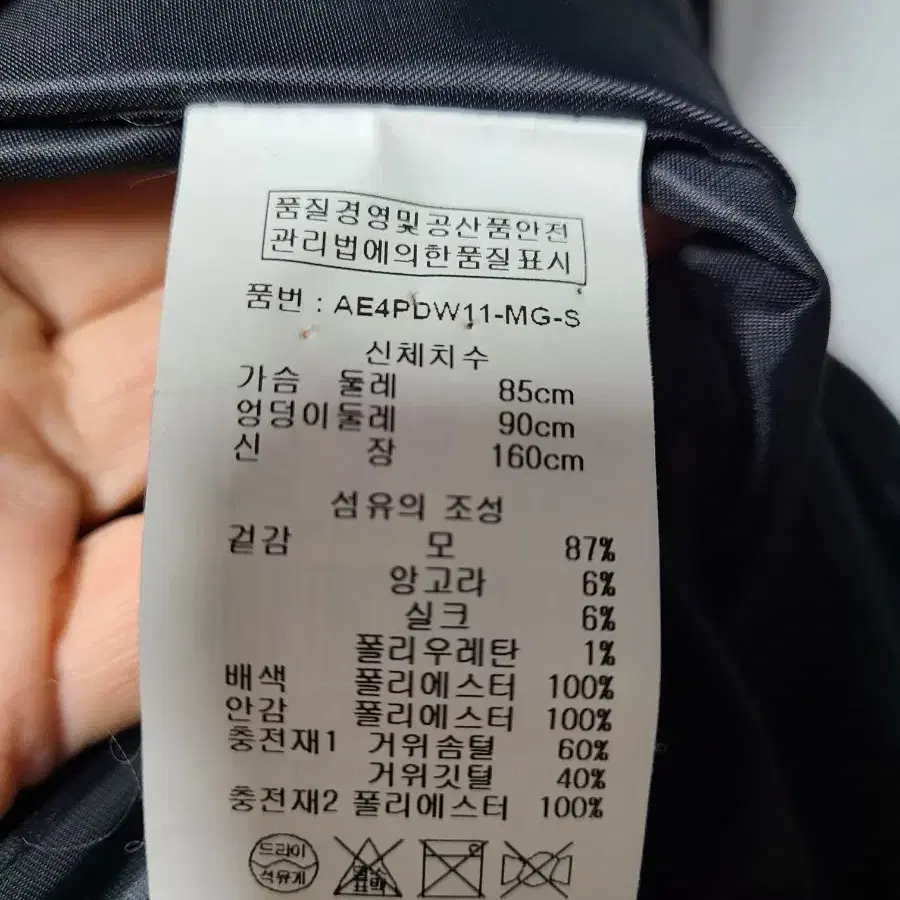 품질경영및공산품안전
관리법에의한품질표시
품번 : AE4PDW11-MG-S
신체치수
가슴 둘레 85cm
엉덩이둘레 90cm
신 장 160cm
섬유의 조성
겉감 모 87%
앙고라 6%
실크 6%
폴리우레탄 1%
배색 폴리에스터 100%
안감 폴리에스터 100%
충전재1 거위솜털 60%
거위깃털 40%
충전재2 폴리에스터 100%
드라이
석유계
염소
표백